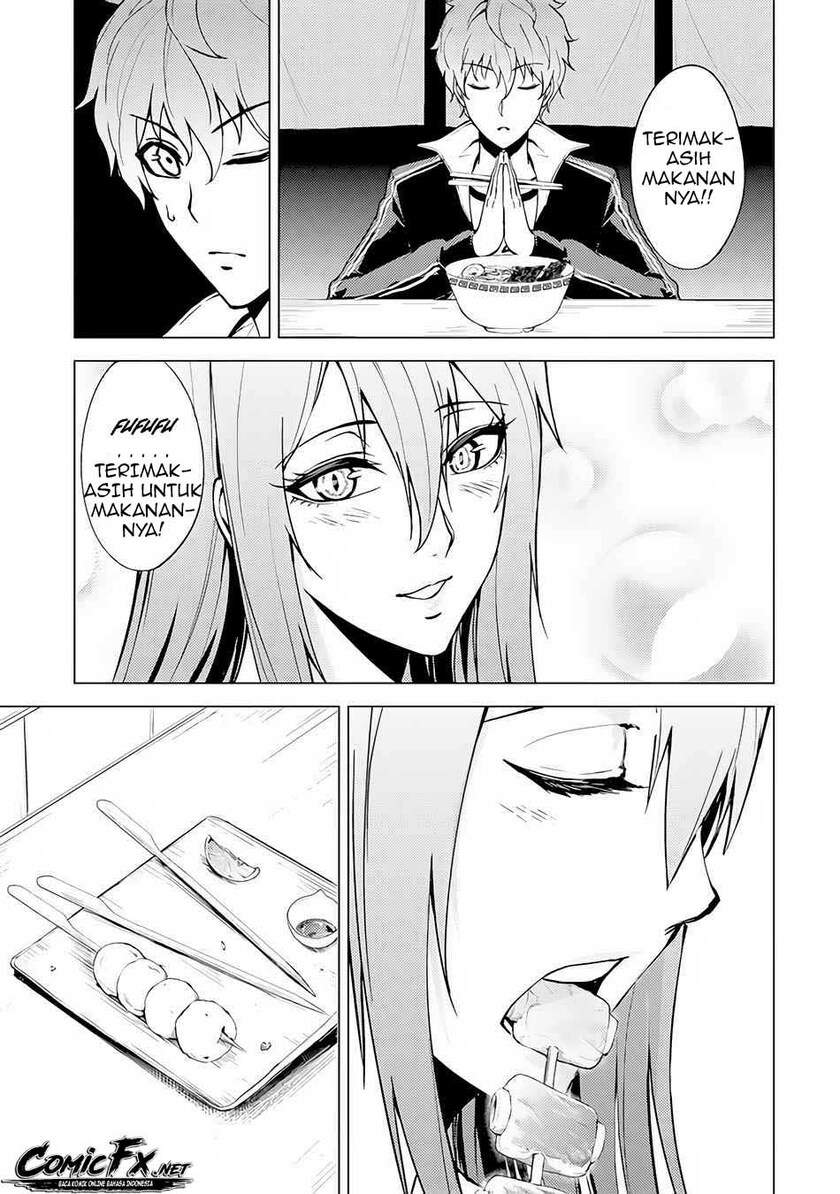 TERIMAK-
ASIH
MAKANAN
NYA!!
FUFUFU
.....
TERIMAK-
ASIH UNTUK
MAKANAN-
NYA!
COMICFX.NET
BACA KOMIK ONLINE BAHASA INDONESIA